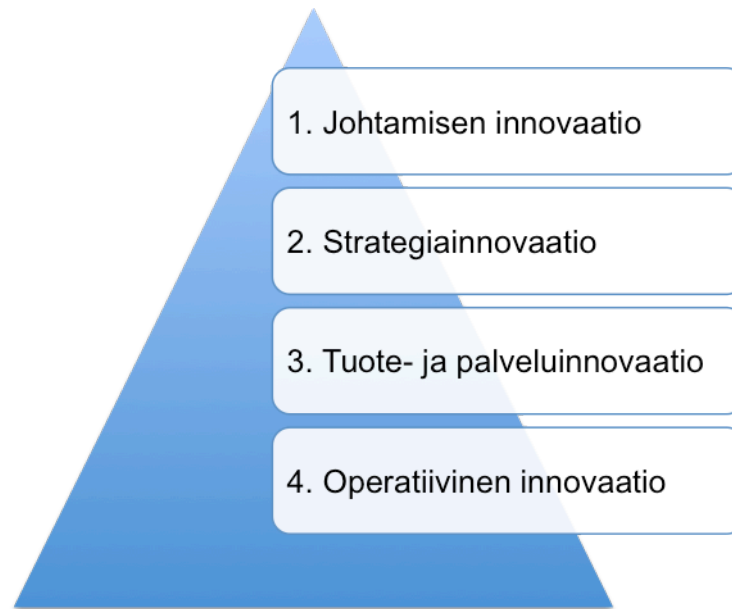 1. Johtamisen innovaatio
2. Strategiainnovaatio
3. Tuote- ja palveluinnovaatio
4. Operatiivinen innovaatio